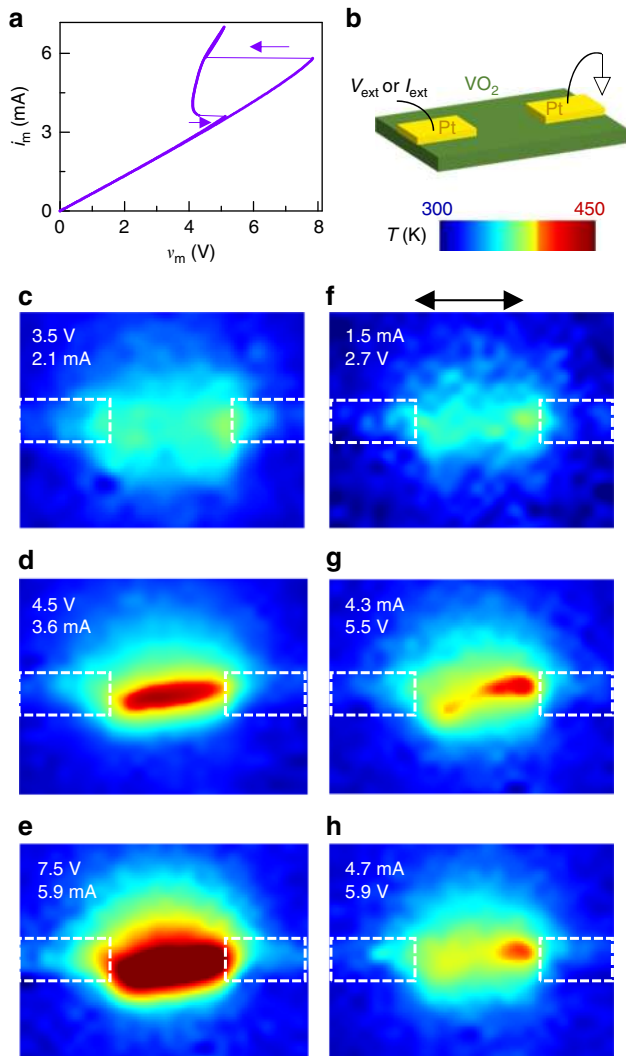 a
6
3
0
i_m (mA)
0 2 4 6 8
v_m (V)
b
V_ext or I_ext
VO_2
Pt
Pt
300 450
T (K)
c
3.5 V
2.1 mA
f
1.5 mA
2.7 V
d
4.5 V
3.6 mA
g
4.3 mA
5.5 V
e
7.5 V
5.9 mA
h
4.7 mA
5.9 V